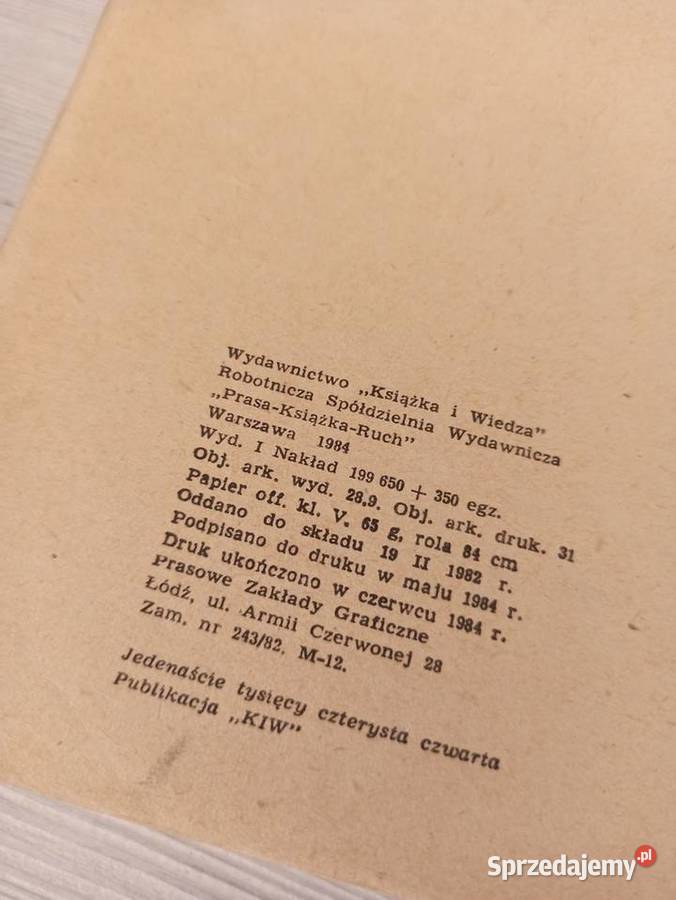 Wydawnictwo „Książka i Wiedza"
Robotnicza Spółdzielnia Wydawnicza
„Prasa-Książka-Ruch"
Warszawa 1984
Wyd. I Nakład 199 650 + 350 egz.
Obj. ark. wyd. 28,9. Obj. ark. druk. 31
Papier off. kl. V. 65 g, rola 84 cm
Oddano do składu 19 II 1982 r.
Podpisano do druku w maju 1984 r.
Druk ukończono w czerwcu 1984 r.
Prasowe Zakłady Graficzne
Łódź, ul. Armii Czerwonej 28
Zam. nr 243/82. M-12.
Jedenaście tysięcy czterysta czwarta
Publikacja „KIW"
Sprzedajemy.pl